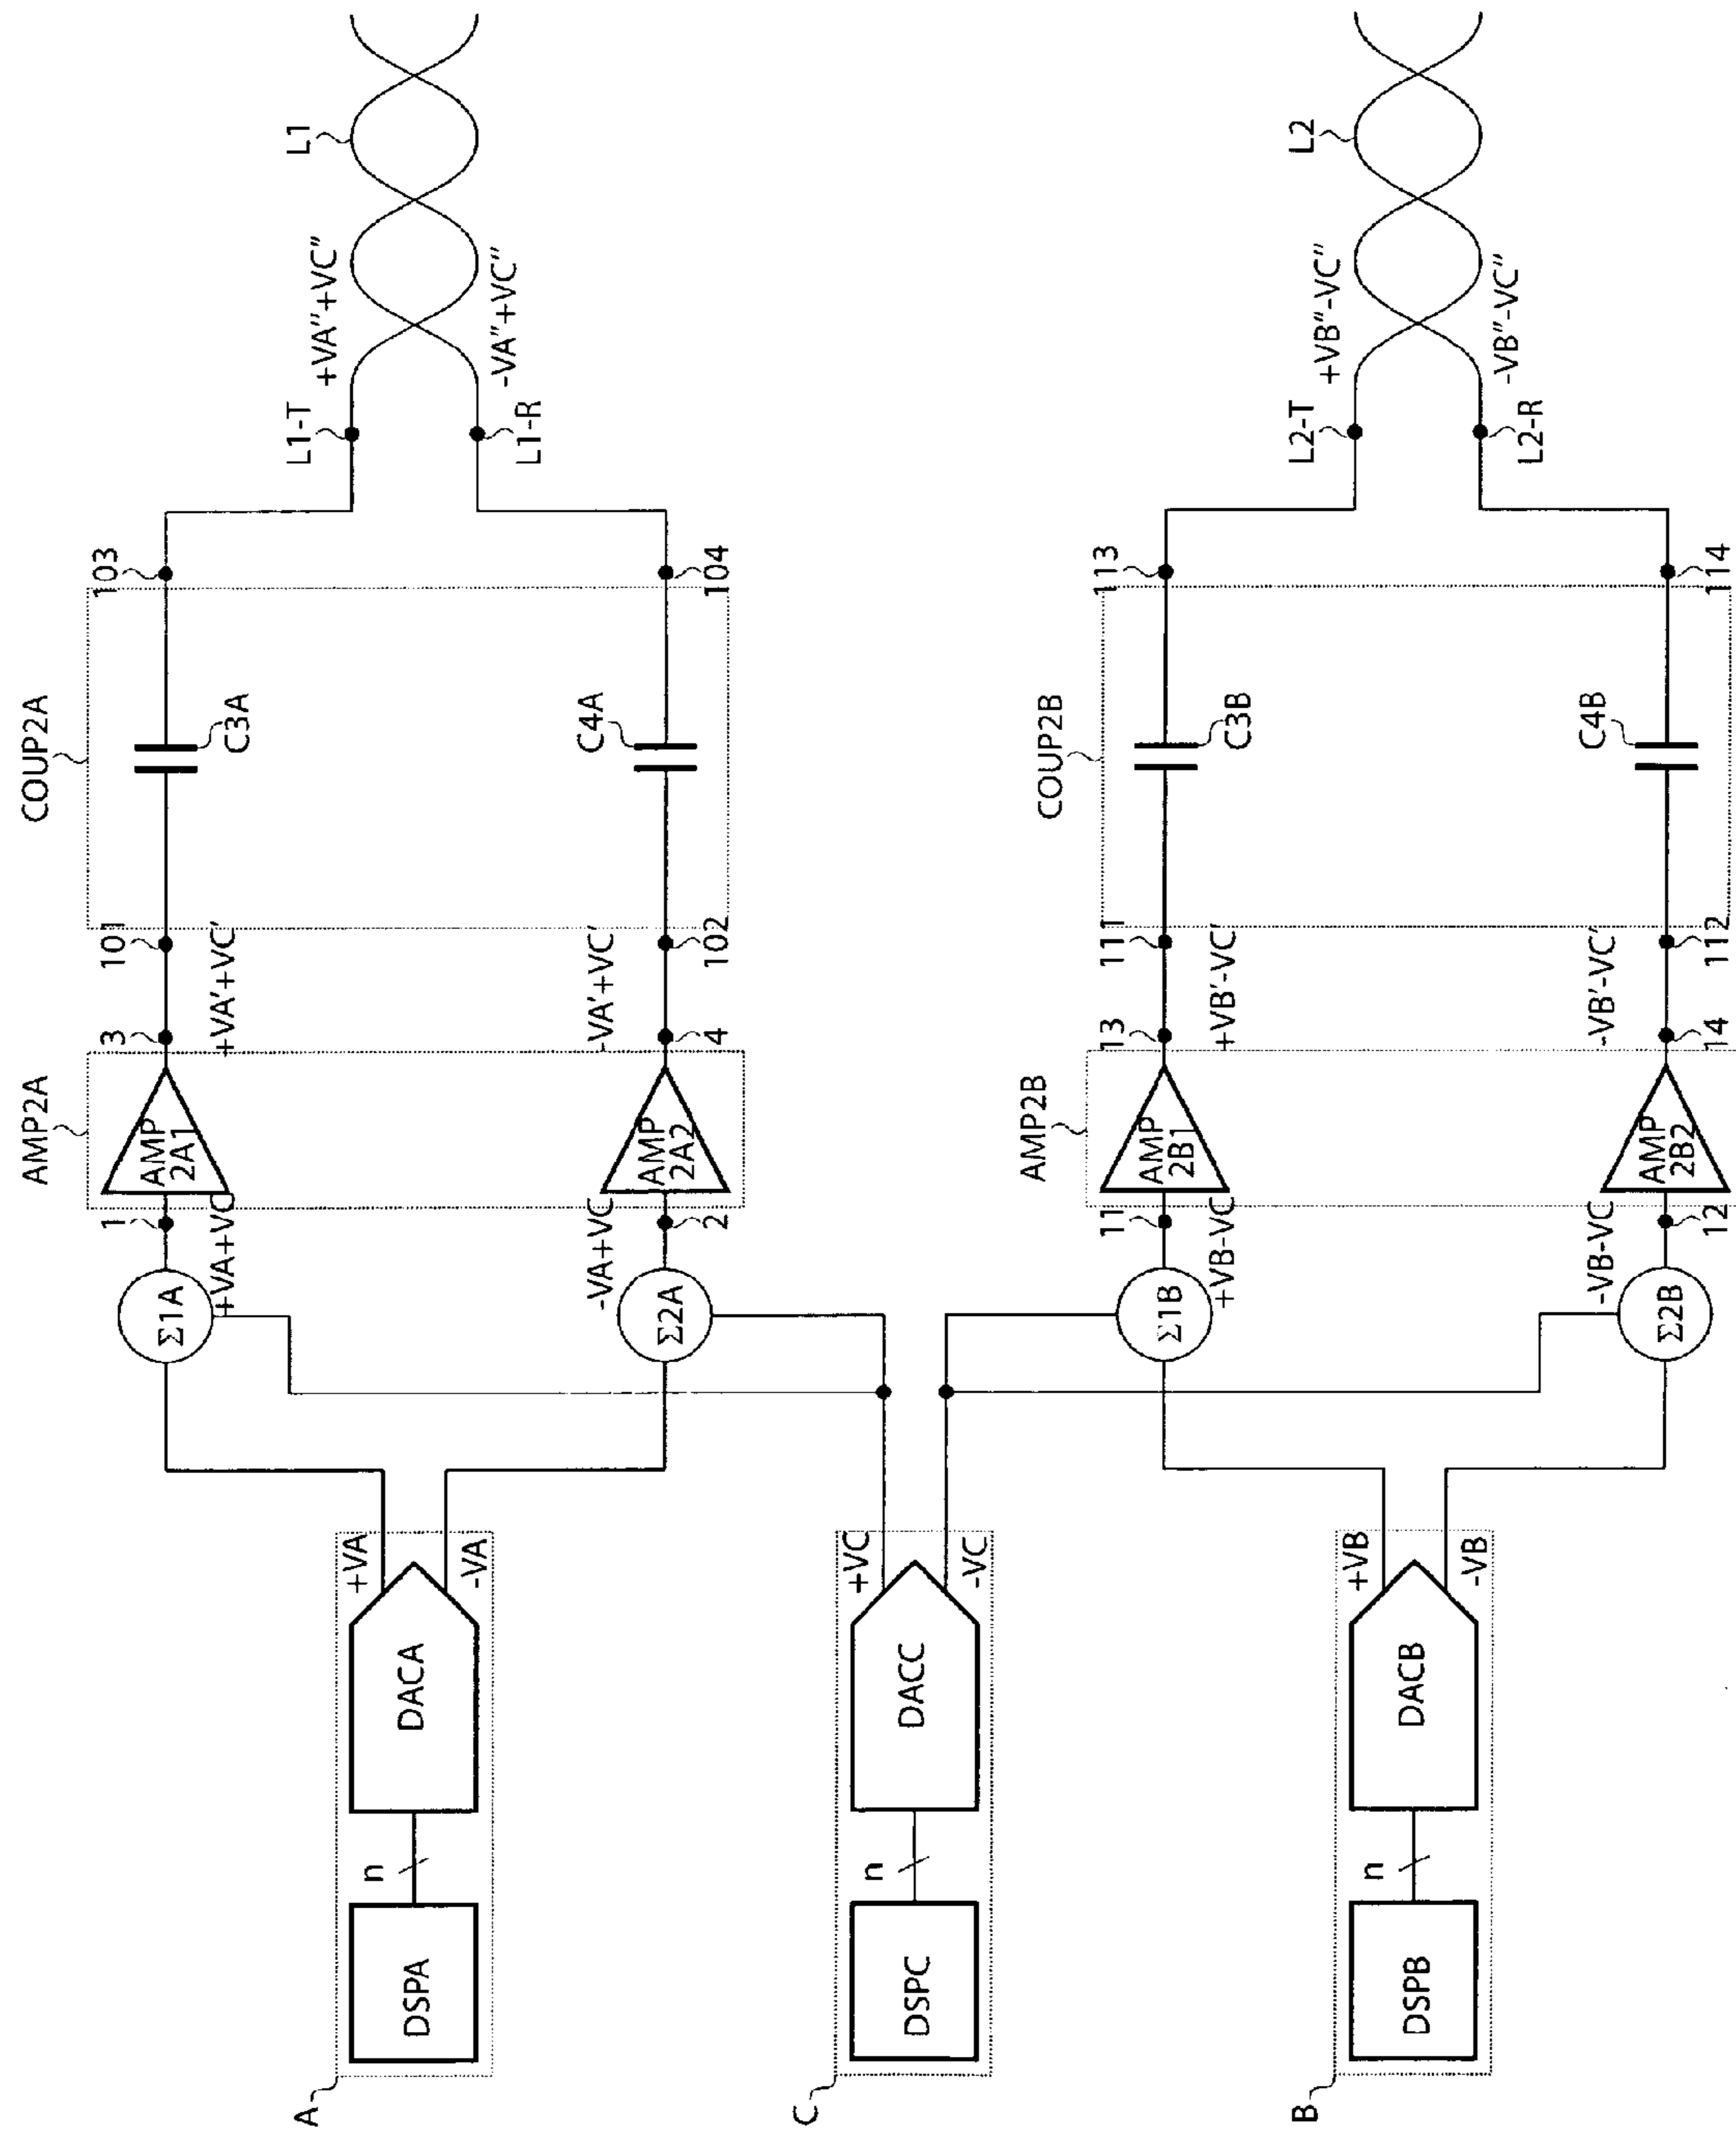 A
DSPA
n
DACA
+VA
-VA
Σ1A
+VA+VC
1
AMP2A
AMP
2A1
3
+VA'+VC'
101
COUP2A
C3A
103
Σ2A
-VA+VC
2
AMP
2A2
4
-VA'+VC'
102
C4A
104
L1-T
+VA"+VC"
L1
L1-R
-VA"+VC"
C
DSPC
n
DACC
+VC
-VC
B
DSPB
n
DACB
+VB
-VB
Σ1B
+VB-VC
11
AMP2B
AMP
2B1
13
+VB'-VC'
111
COUP2B
C3B
113
Σ2B
-VB-VC
12
AMP
2B2
14
-VB'-VC'
112
C4B
114
L2-T
+VB"-VC"
L2
L2-R
-VB"-VC"